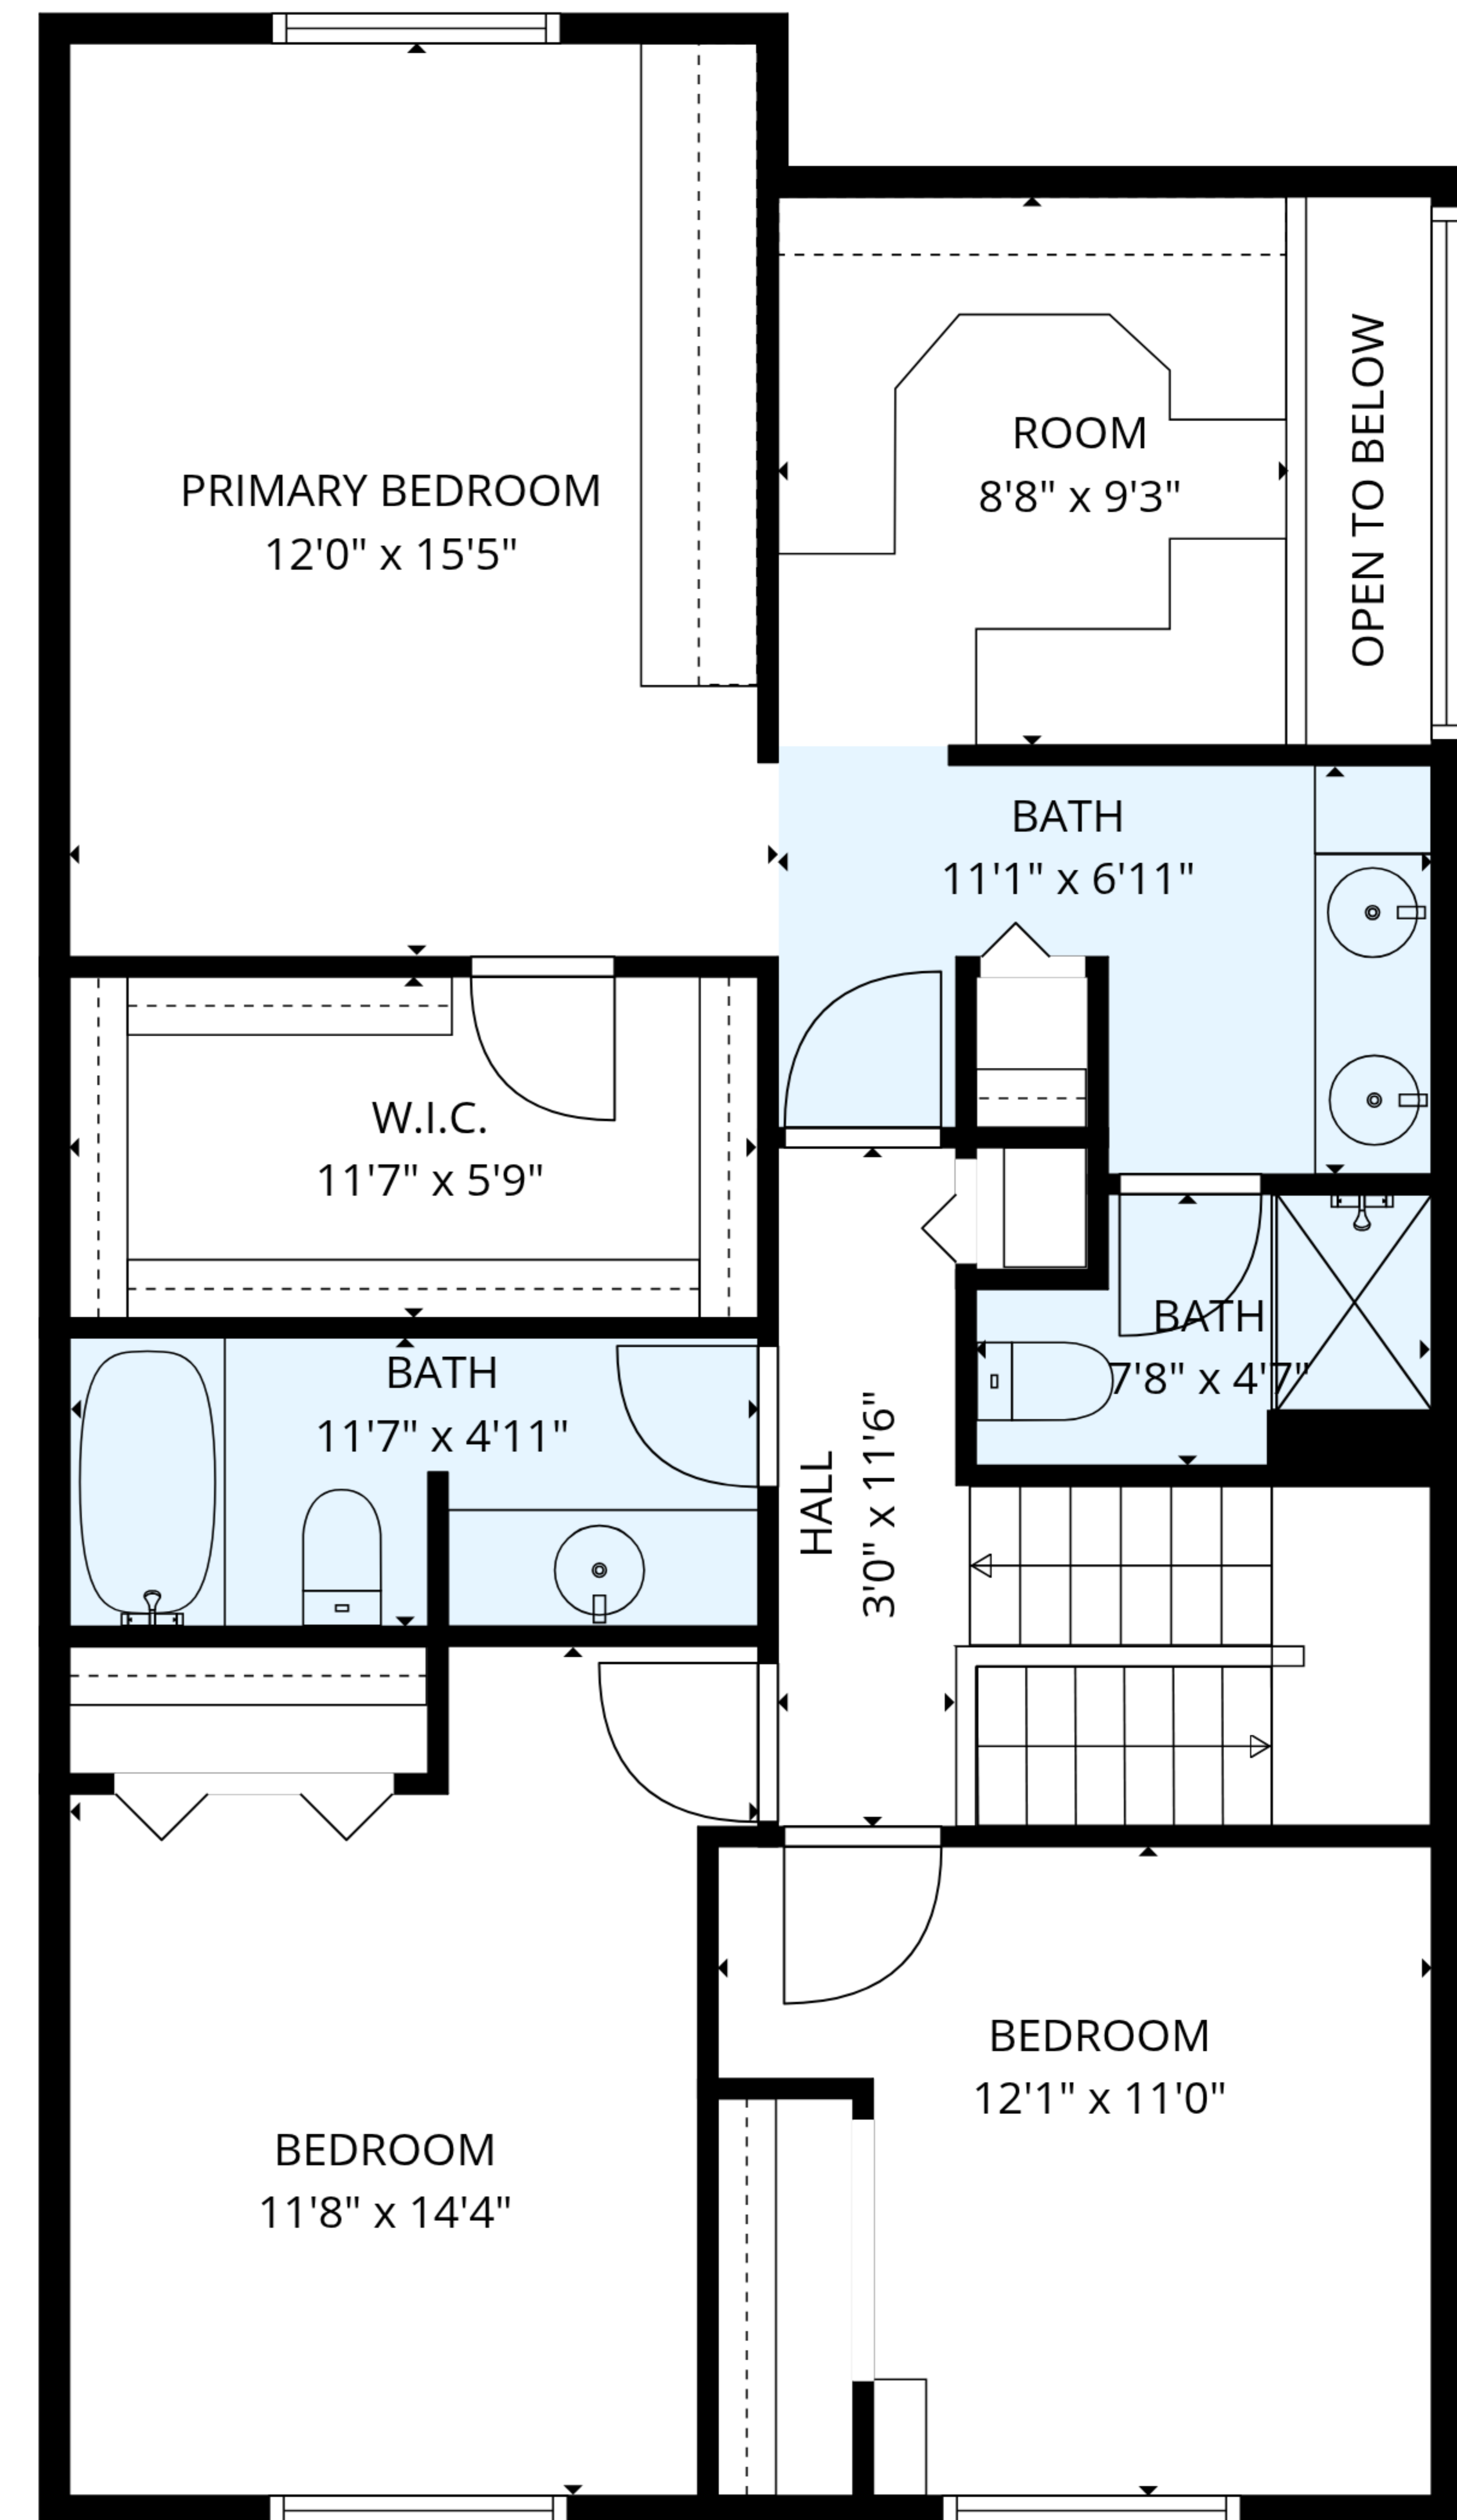 PRIMARY BEDROOM
12'0" x 15'5"
ROOM
8'8" x 9'3"
OPEN TO BELOW
BATH
11'1" x 6'11"
W.I.C.
11'7" x 5'9"
BATH
7'8" x 4'7"
BATH
11'7" x 4'11"
HALL
3'0" x 11'6"
BEDROOM
12'1" x 11'0"
BEDROOM
11'8" x 14'4"